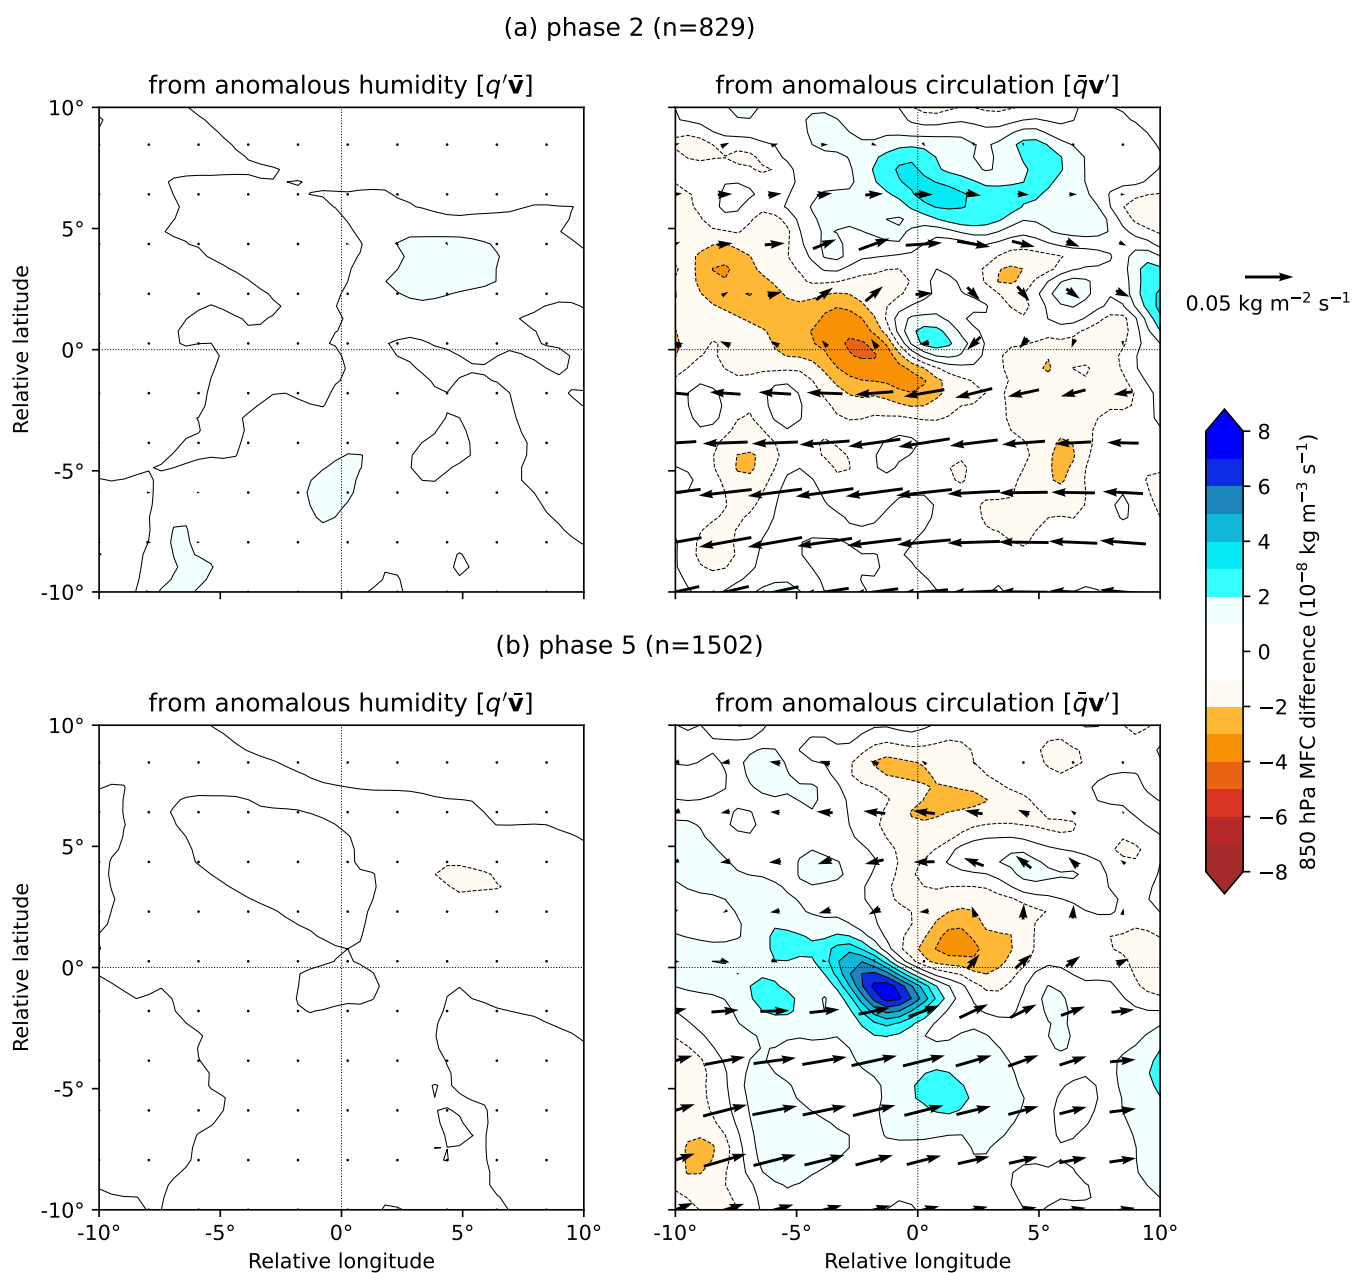 (a) phase 2 (n=829)
from anomalous humidity [q′v̄]
from anomalous circulation [q̄v′]
10°
5°
0°
-5°
-10°
Relative latitude
0.05 kg m⁻² s⁻¹
(b) phase 5 (n=1502)
from anomalous humidity [q′v̄]
from anomalous circulation [q̄v′]
10°
5°
0°
-5°
-10°
Relative latitude
-10° -5° 0° 5° 10°
Relative longitude
-10° -5° 0° 5° 10°
Relative longitude
8
6
4
2
0
−2
−4
−6
−8
850 hPa MFC difference (10⁻⁸ kg m⁻³ s⁻¹)